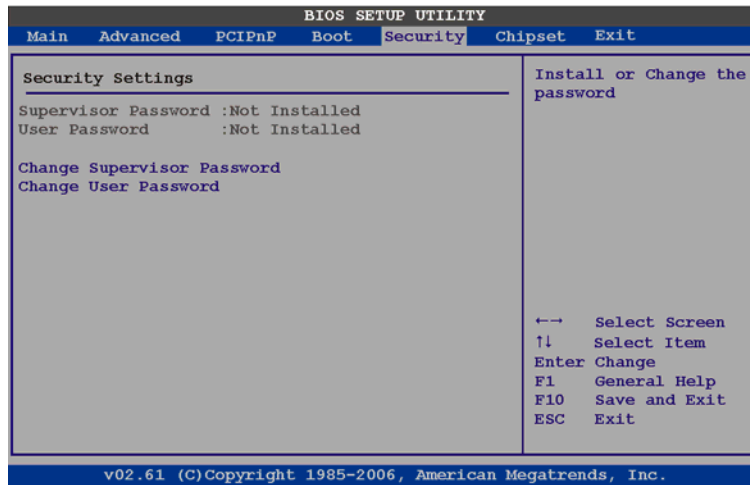 BIOS SETUP UTILITY
Main Advanced PCIPnP Boot Security Chipset Exit
Security Settings
Supervisor Password :Not Installed
User Password :Not Installed
Change Supervisor Password
Change User Password
Install or Change the
password
←→ Select Screen
↑↓ Select Item
Enter Change
F1 General Help
F10 Save and Exit
ESC Exit
v02.61 (C)Copyright 1985-2006, American Megatrends, Inc.